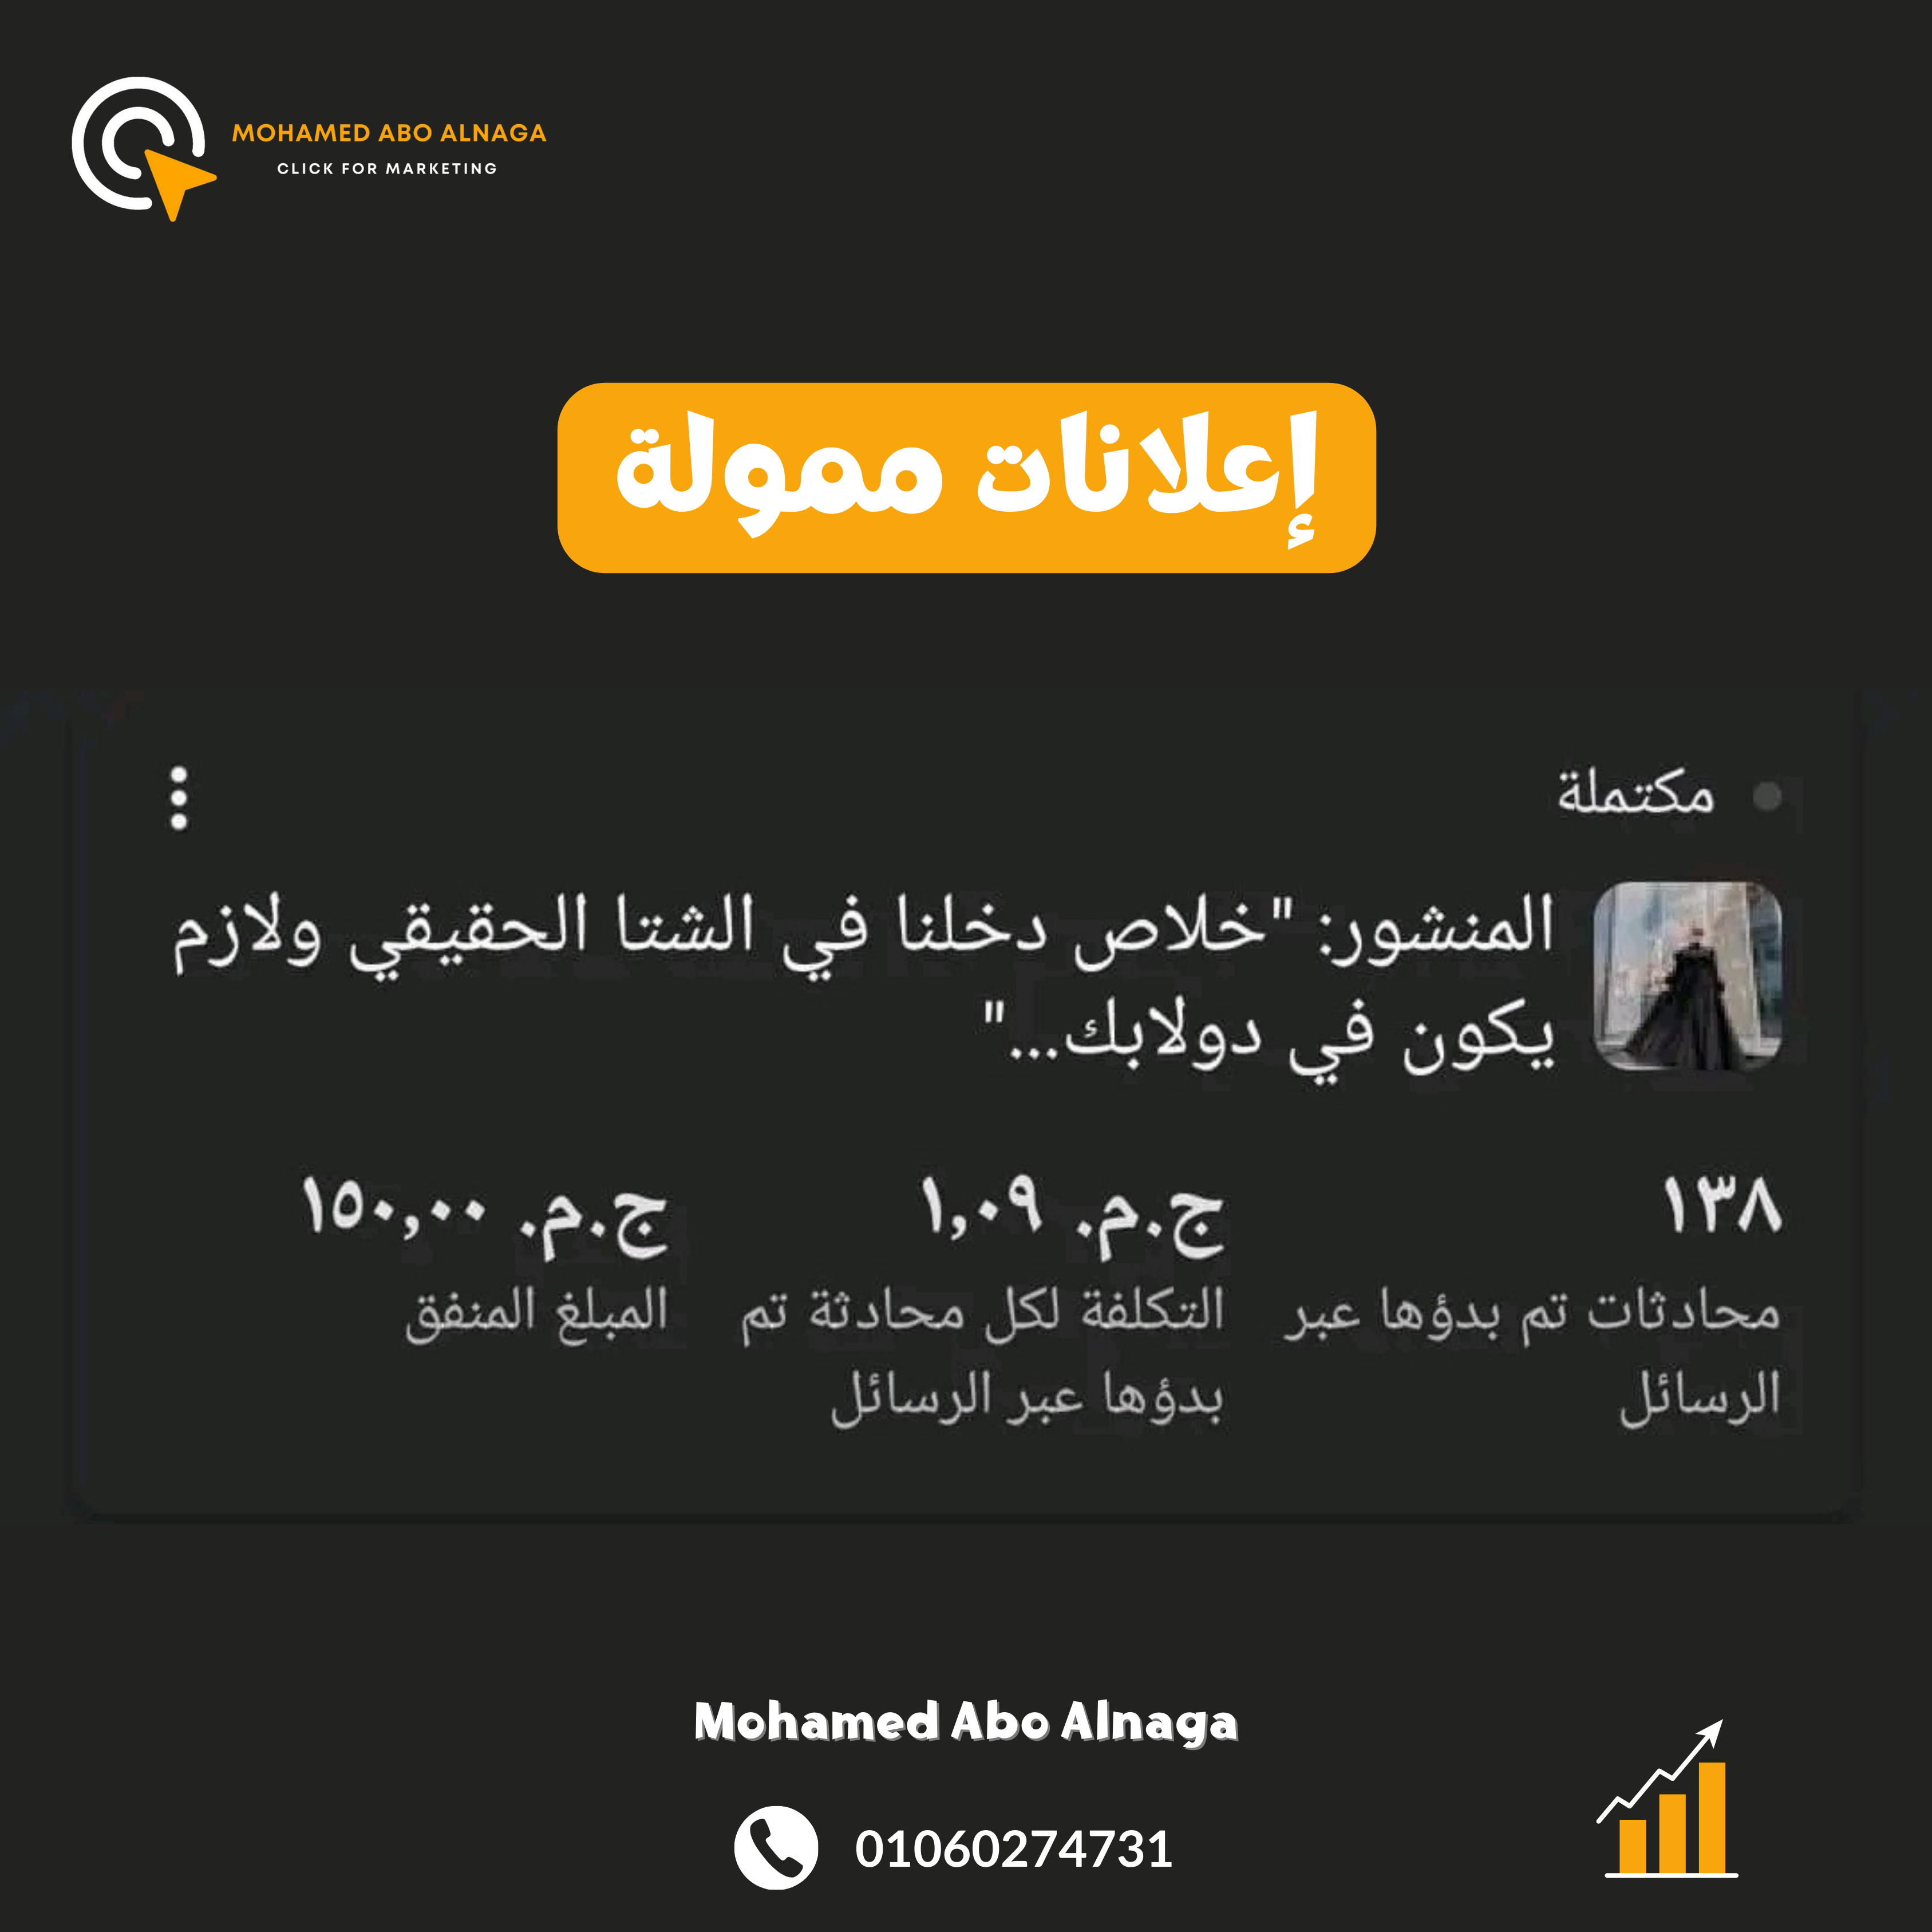 MOHAMED ABO ALNAGA
CLICK FOR MARKETING
إعلانات ممولة
مكتملة
المنشور: "خلاص دخلنا في الشتا الحقيقي ولازم
يكون في دولابك..."
١٣٨
محادثات تم بدؤها عبر
الرسائل
ج.م. ١,٠٩
التكلفة لكل محادثة تم
بدؤها عبر الرسائل
ج.م. ١٥٠,٠٠
المبلغ المنفق
Mohamed Abo Alnaga
01060274731